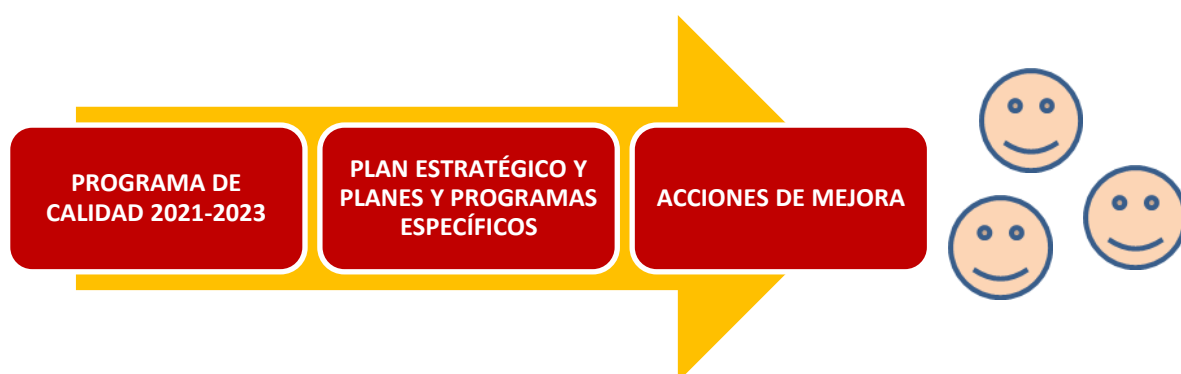 PROGRAMA DE
CALIDAD 2021-2023
PLAN ESTRATÉGICO Y
PLANES Y PROGRAMAS
ESPECÍFICOS
ACCIONES DE MEJORA